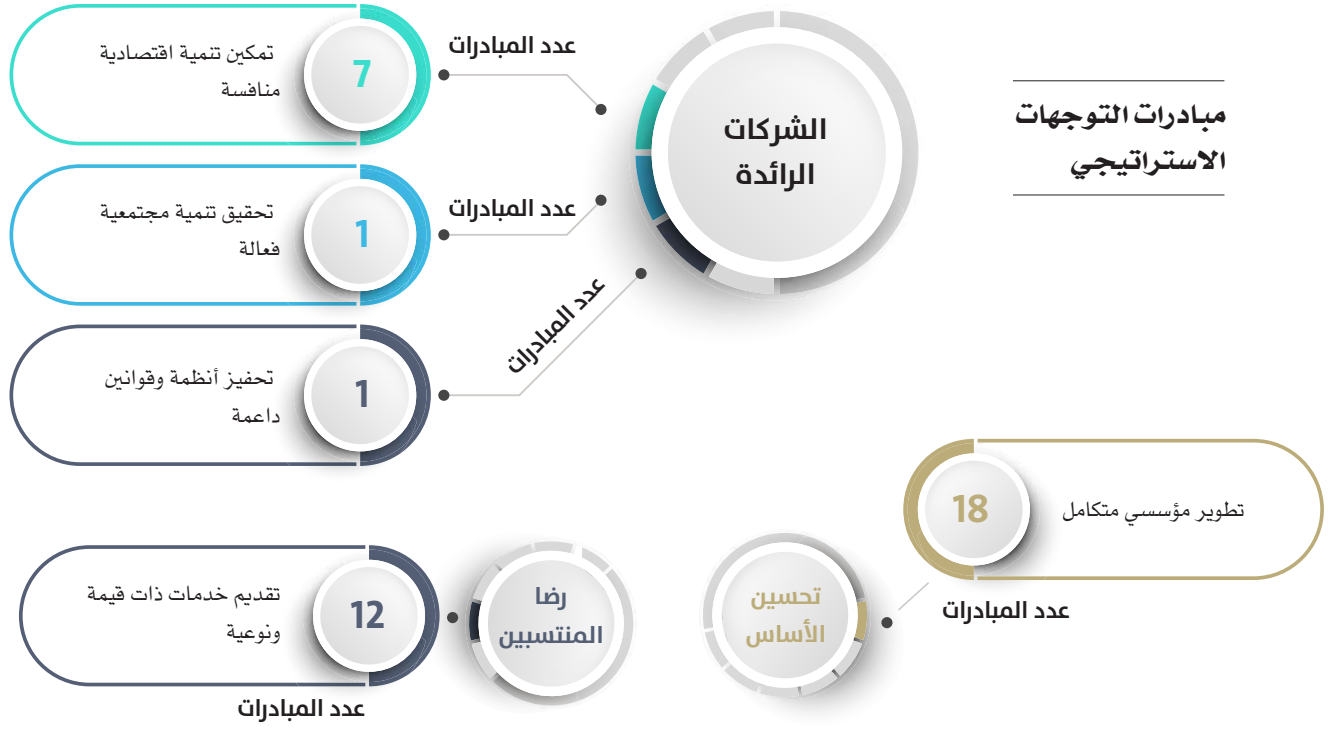 مبادرات التوجهات
الاستراتيجي
الشركات
الرائدة
عدد المبادرات
7
تمكين تنمية اقتصادية
منافسة
عدد المبادرات
1
تحقيق تنمية مجتمعية
فعالة
عدد المبادرات
1
تحفيز أنظمة وقوانين
داعمة
18
تطوير مؤسسي متكامل
عدد المبادرات
تحسين
الأساس
رضا
المنتسبين
12
تقديم خدمات ذات قيمة
ونوعية
عدد المبادرات